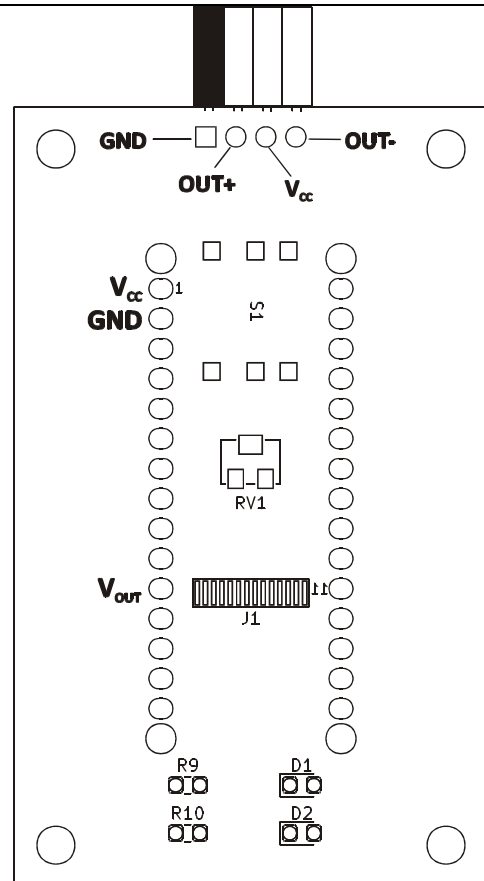 GND OUT-
OUT+ VCC
VCC 1
GND
S1
RV1
VOUT 11
J1
R9 D1
R10 D2